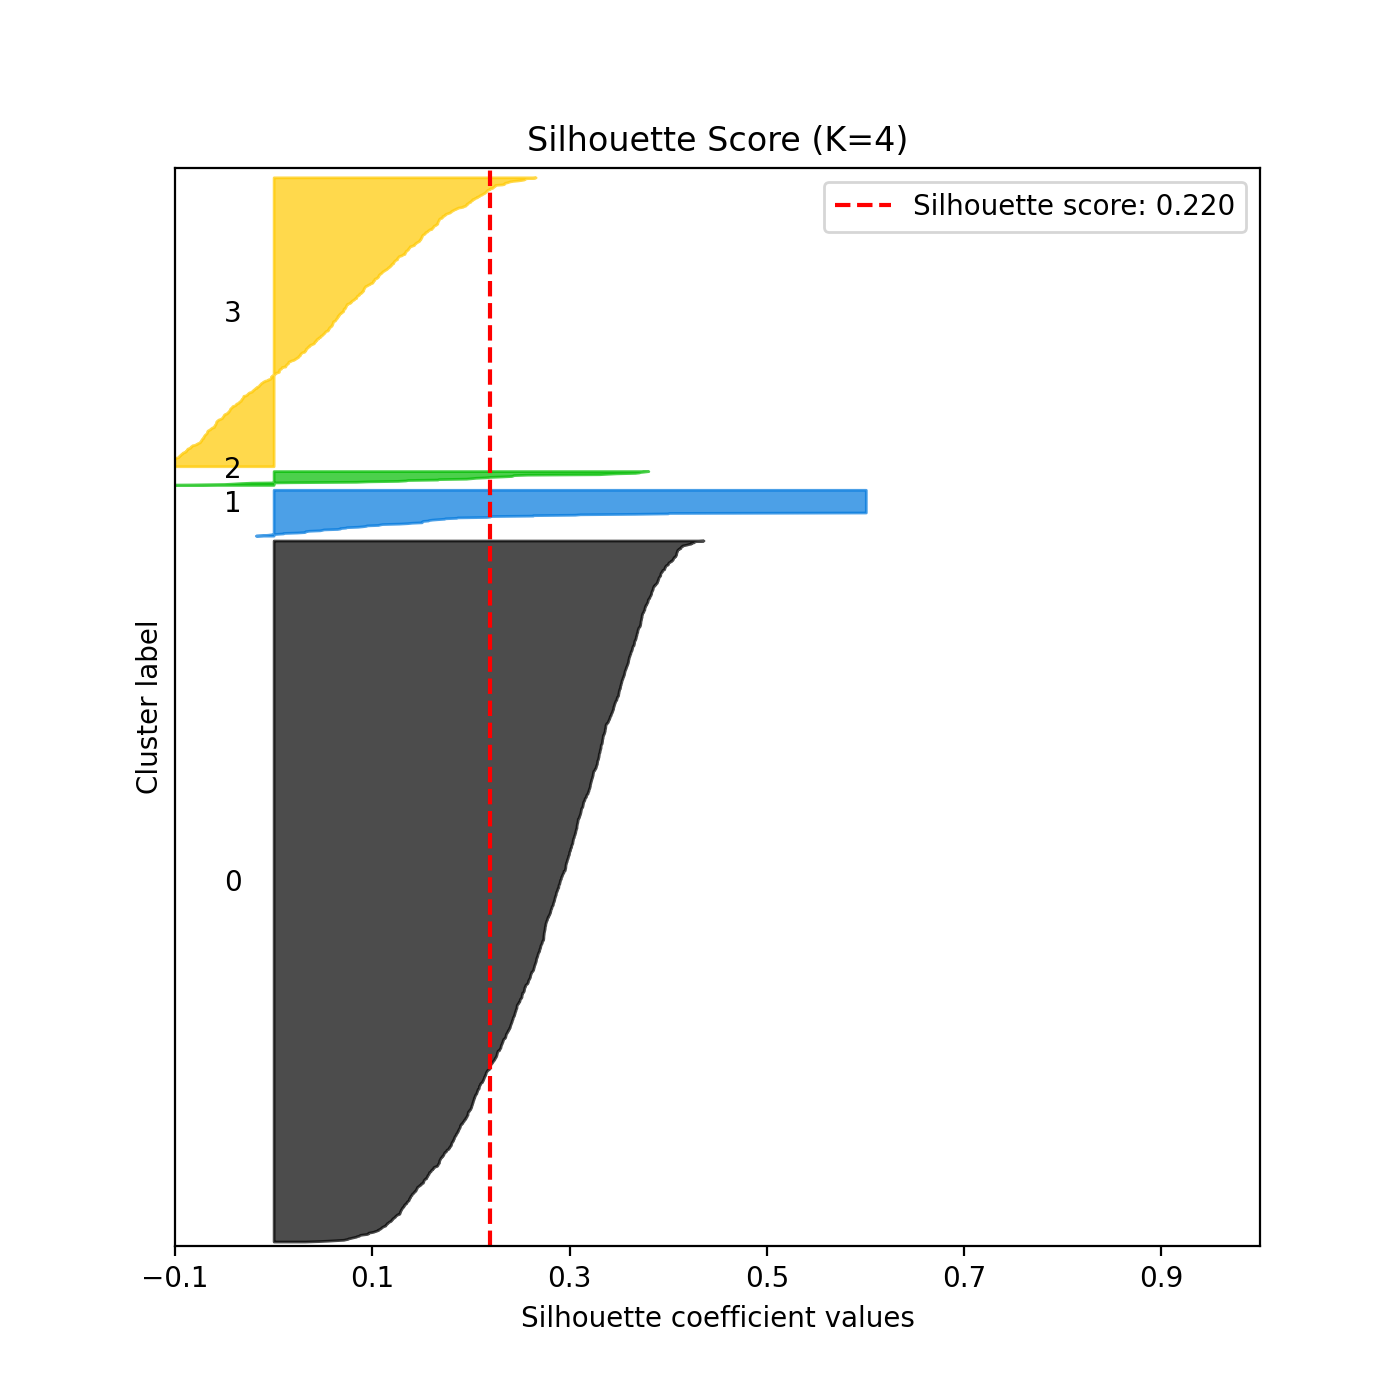 Silhouette Score (K=4)
Silhouette score: 0.220
3
2
1
0
Cluster label
−0.1 0.1 0.3 0.5 0.7 0.9
Silhouette coefficient values